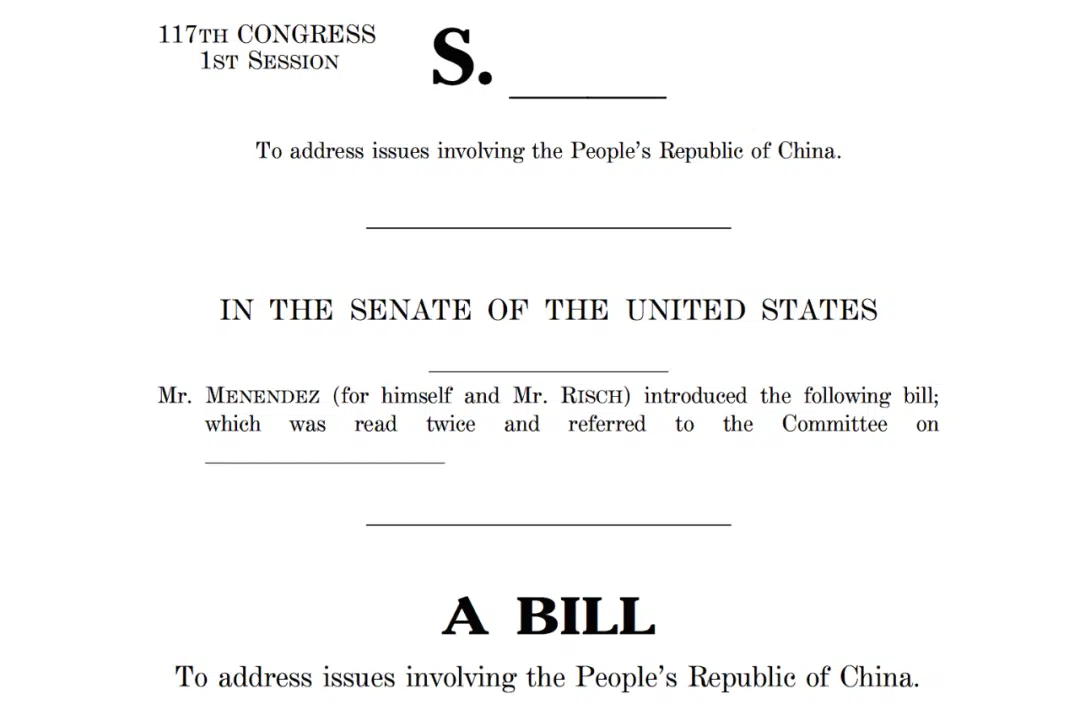 117TH CONGRESS
1ST SESSION
S. ______
To address issues involving the People's Republic of China.
IN THE SENATE OF THE UNITED STATES
Mr. MENENDEZ (for himself and Mr. RISCH) introduced the following bill;
which was read twice and referred to the Committee on
______
A BILL
To address issues involving the People's Republic of China.